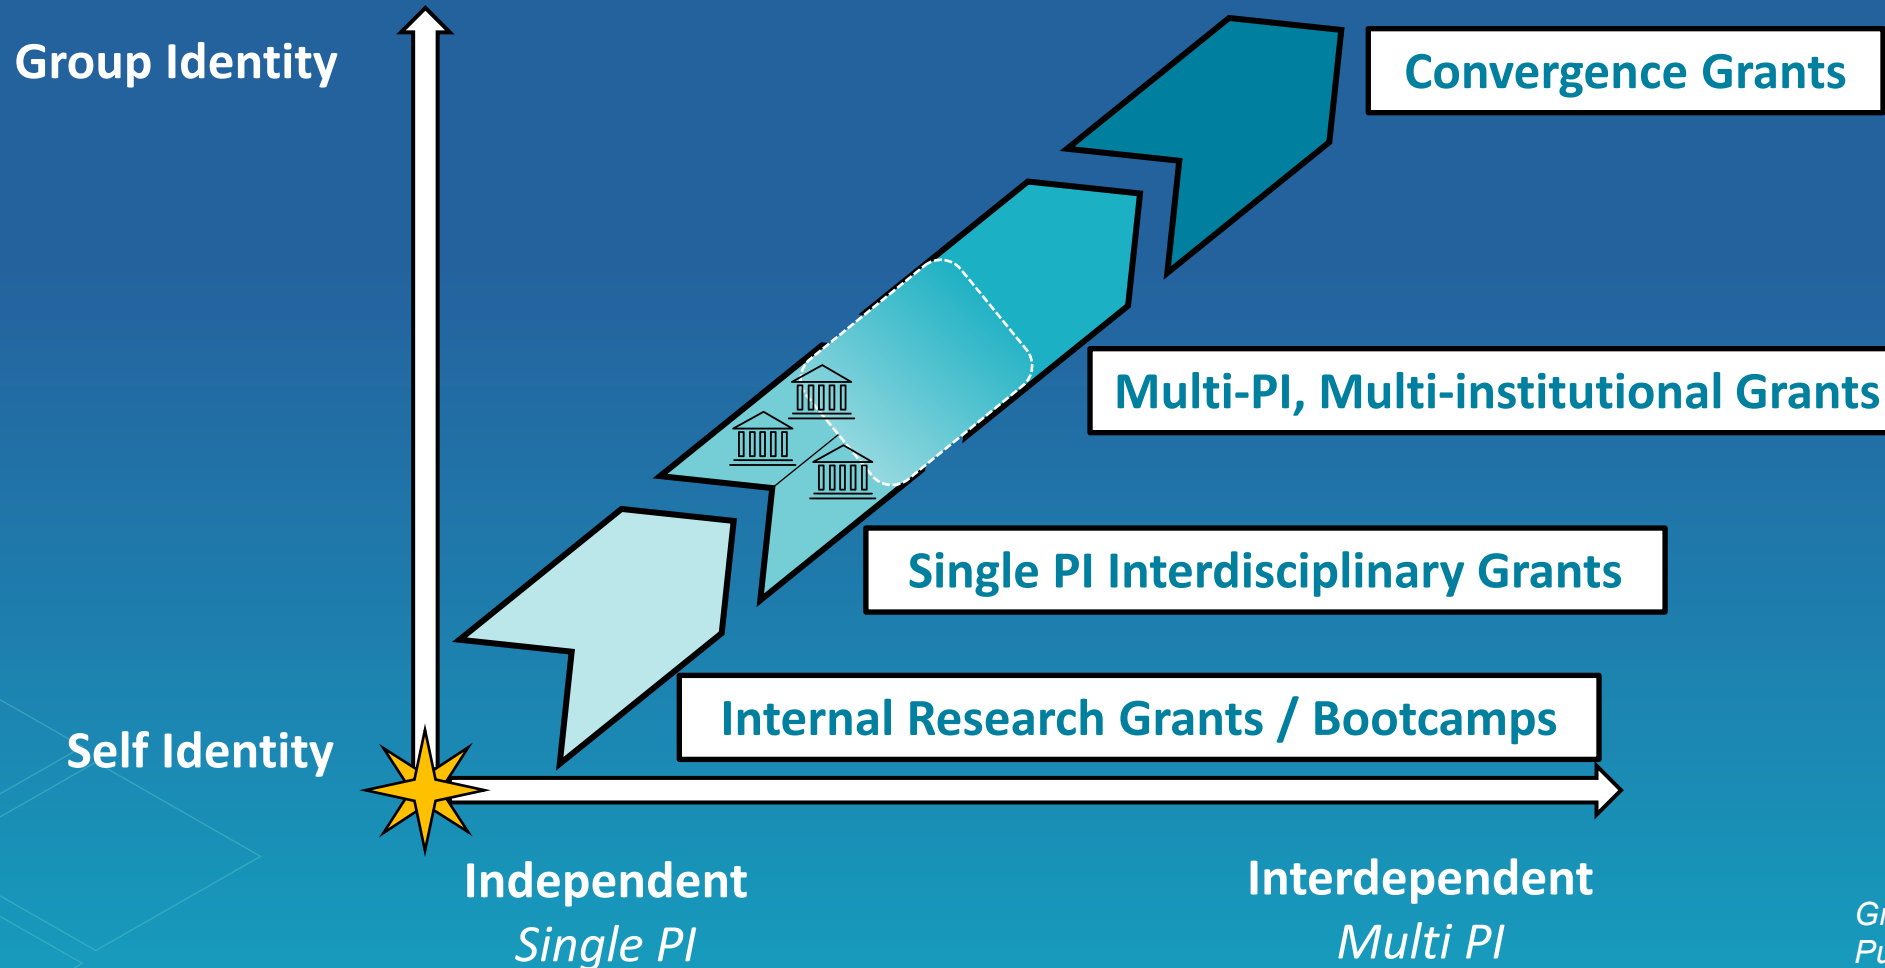 Group Identity
Convergence Grants
Multi-PI, Multi-institutional Grants
Single PI Interdisciplinary Grants
Internal Research Grants / Bootcamps
Self Identity
Independent
Single PI
Interdependent
Multi PI